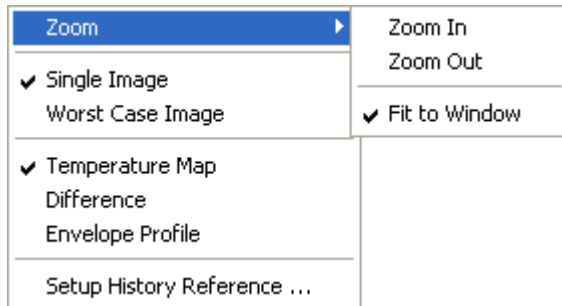 Zoom
Single Image
Worst Case Image
Temperature Map
Difference
Envelope Profile
Setup History Reference ...
Zoom In
Zoom Out
Fit to Window